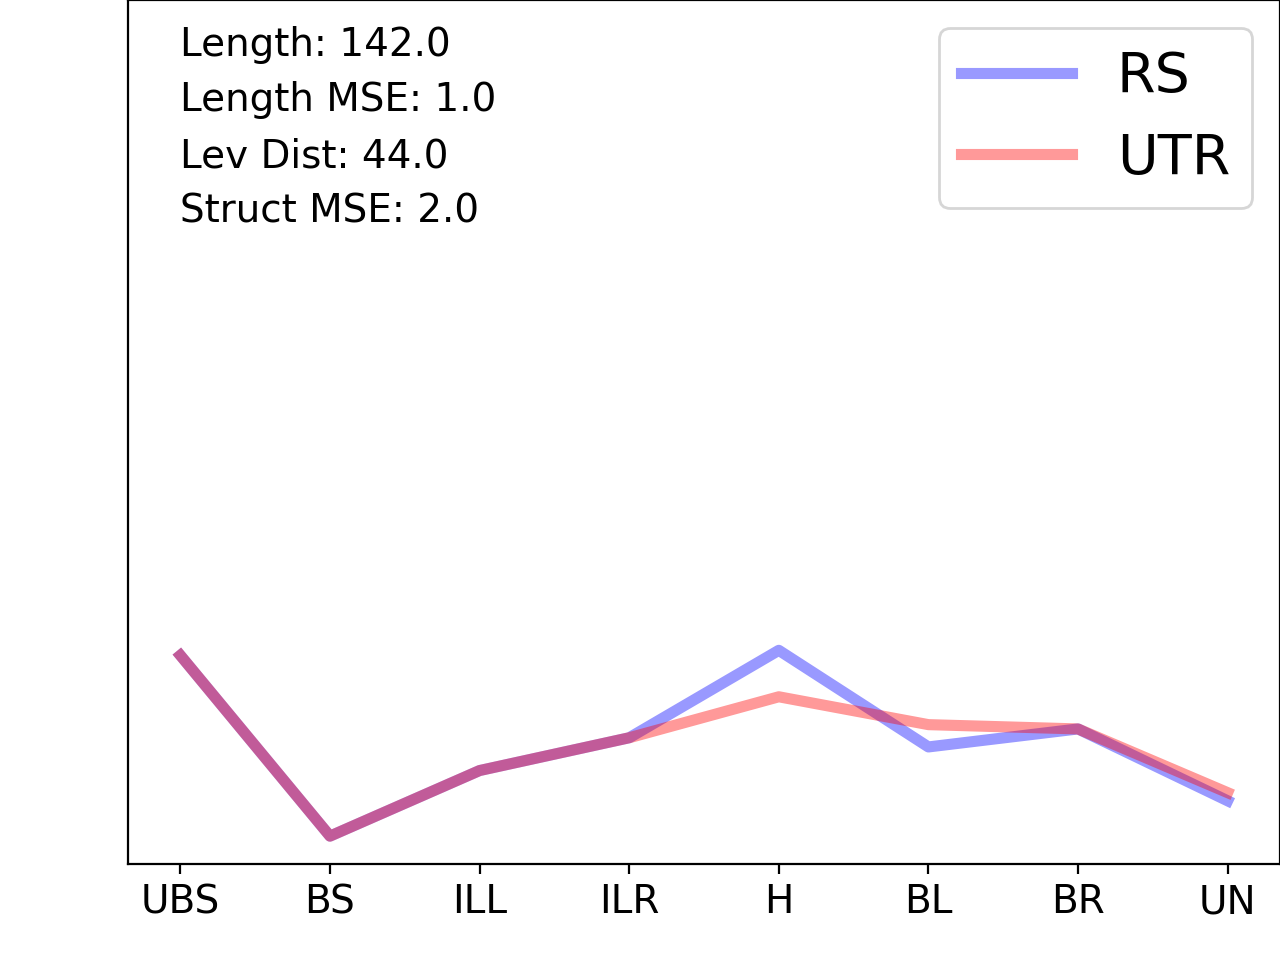 Length: 142.0
Length MSE: 1.0
Lev Dist: 44.0
Struct MSE: 2.0
RS
UTR
UBS BS ILL ILR H BL BR UN